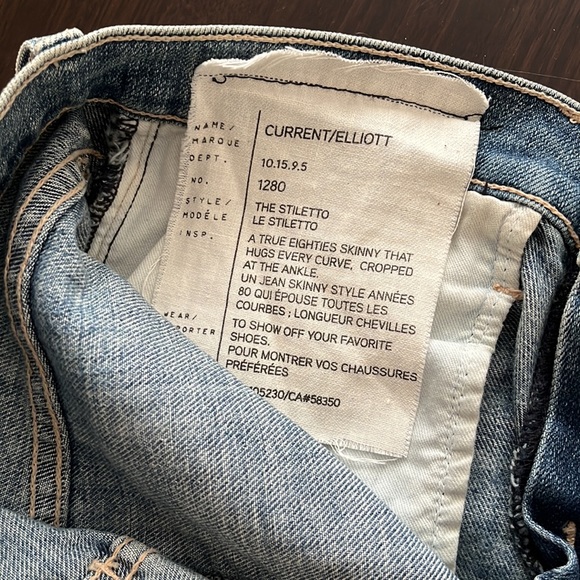 NAME/ CURRENT/ELLIOTT
MARQUE
DEPT. 10.15.9.5
NO. 1280
STYLE/ THE STILETTO
MODÈLE LE STILETTO
INSP. A TRUE EIGHTIES SKINNY THAT
HUGS EVERY CURVE, CROPPED
AT THE ANKLE.
UN JEAN SKINNY STYLE ANNÉES
80 QUI ÉPOUSE TOUTES LES
COURBES ; LONGUEUR CHEVILLES
WEAR/ TO SHOW OFF YOUR FAVORITE
PORTER SHOES.
POUR MONTRER VOS CHAUSSURES
PRÉFÉRÉES
05230/CA#58350